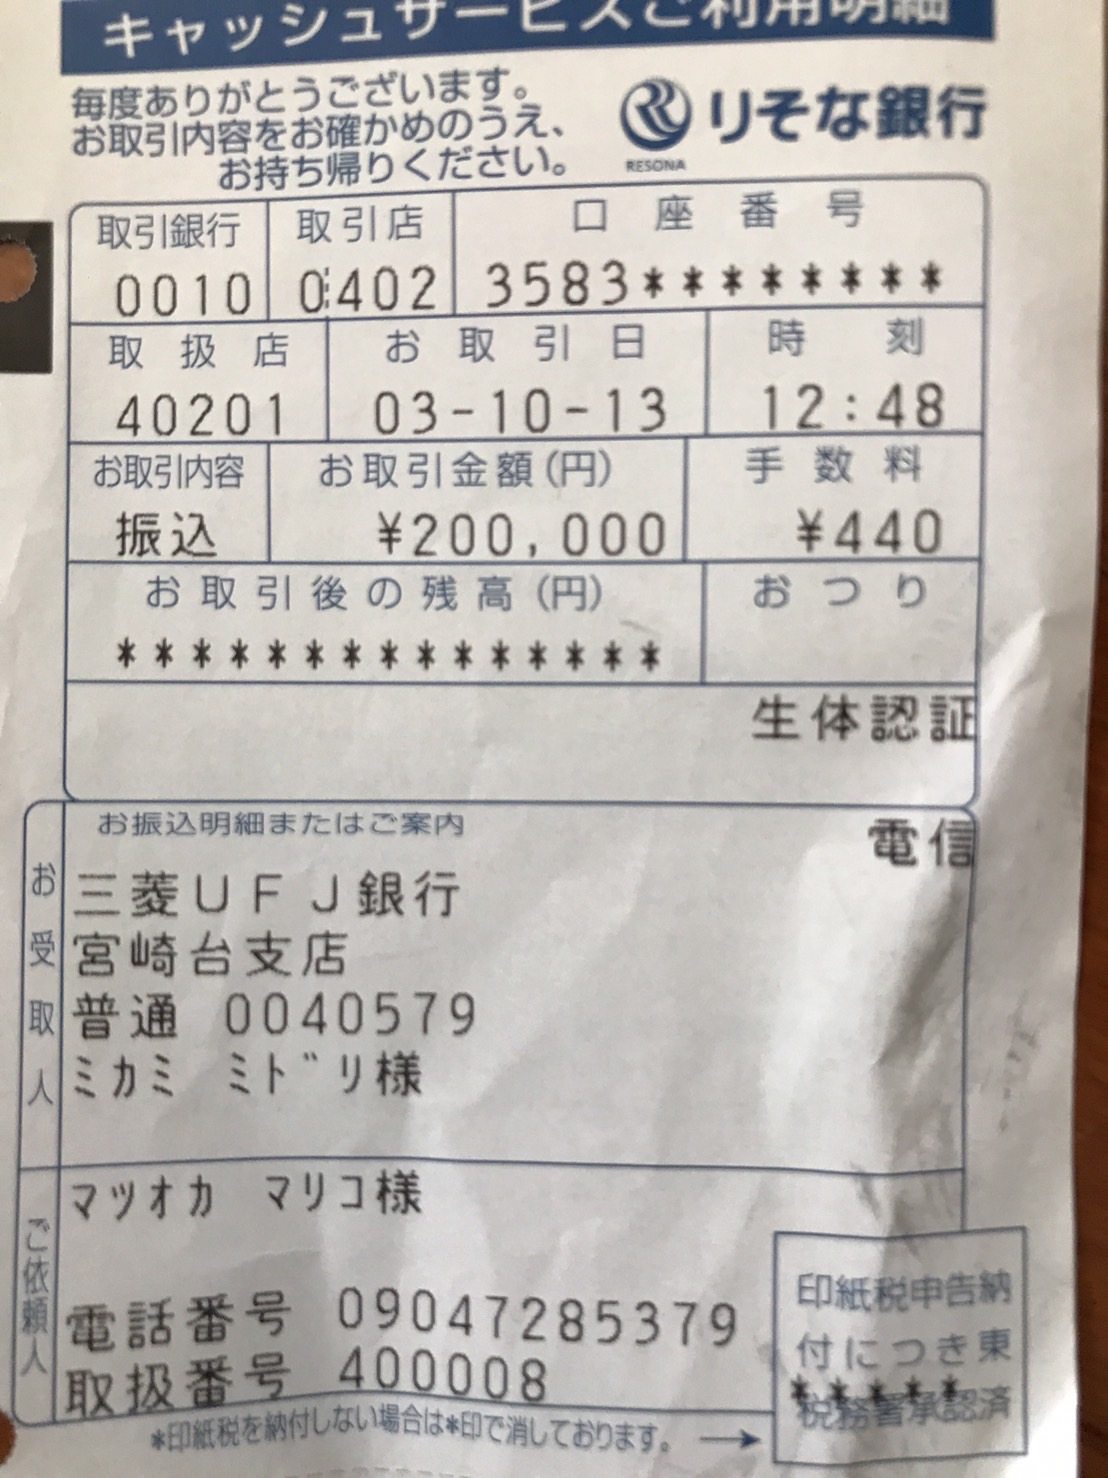 キャッシュサービスご利用明細
毎度ありがとうございます。
お取引内容をお確かめのうえ、
お持ち帰りください。
RESONA
りそな銀行
取引銀行 取引店 口座番号
0010 0402 3583********
取扱店 お取引日 時刻
40201 03-10-13 12:48
お取引内容 お取引金額(円) 手数料
振込 ¥200,000 ¥440
お取引後の残高(円) おつり
***************
生体認証
お振込明細またはご案内
電信
お受取人
三菱UFJ銀行
宮崎台支店
普通 0040579
ミカミ ミドリ様
ご依頼人
マツオカ マリコ様
電話番号 09047285379
取扱番号 400008
印紙税申告納
付につき東
*****
税務署承認済
*印紙税を納付しない場合は*印で消しております。 →